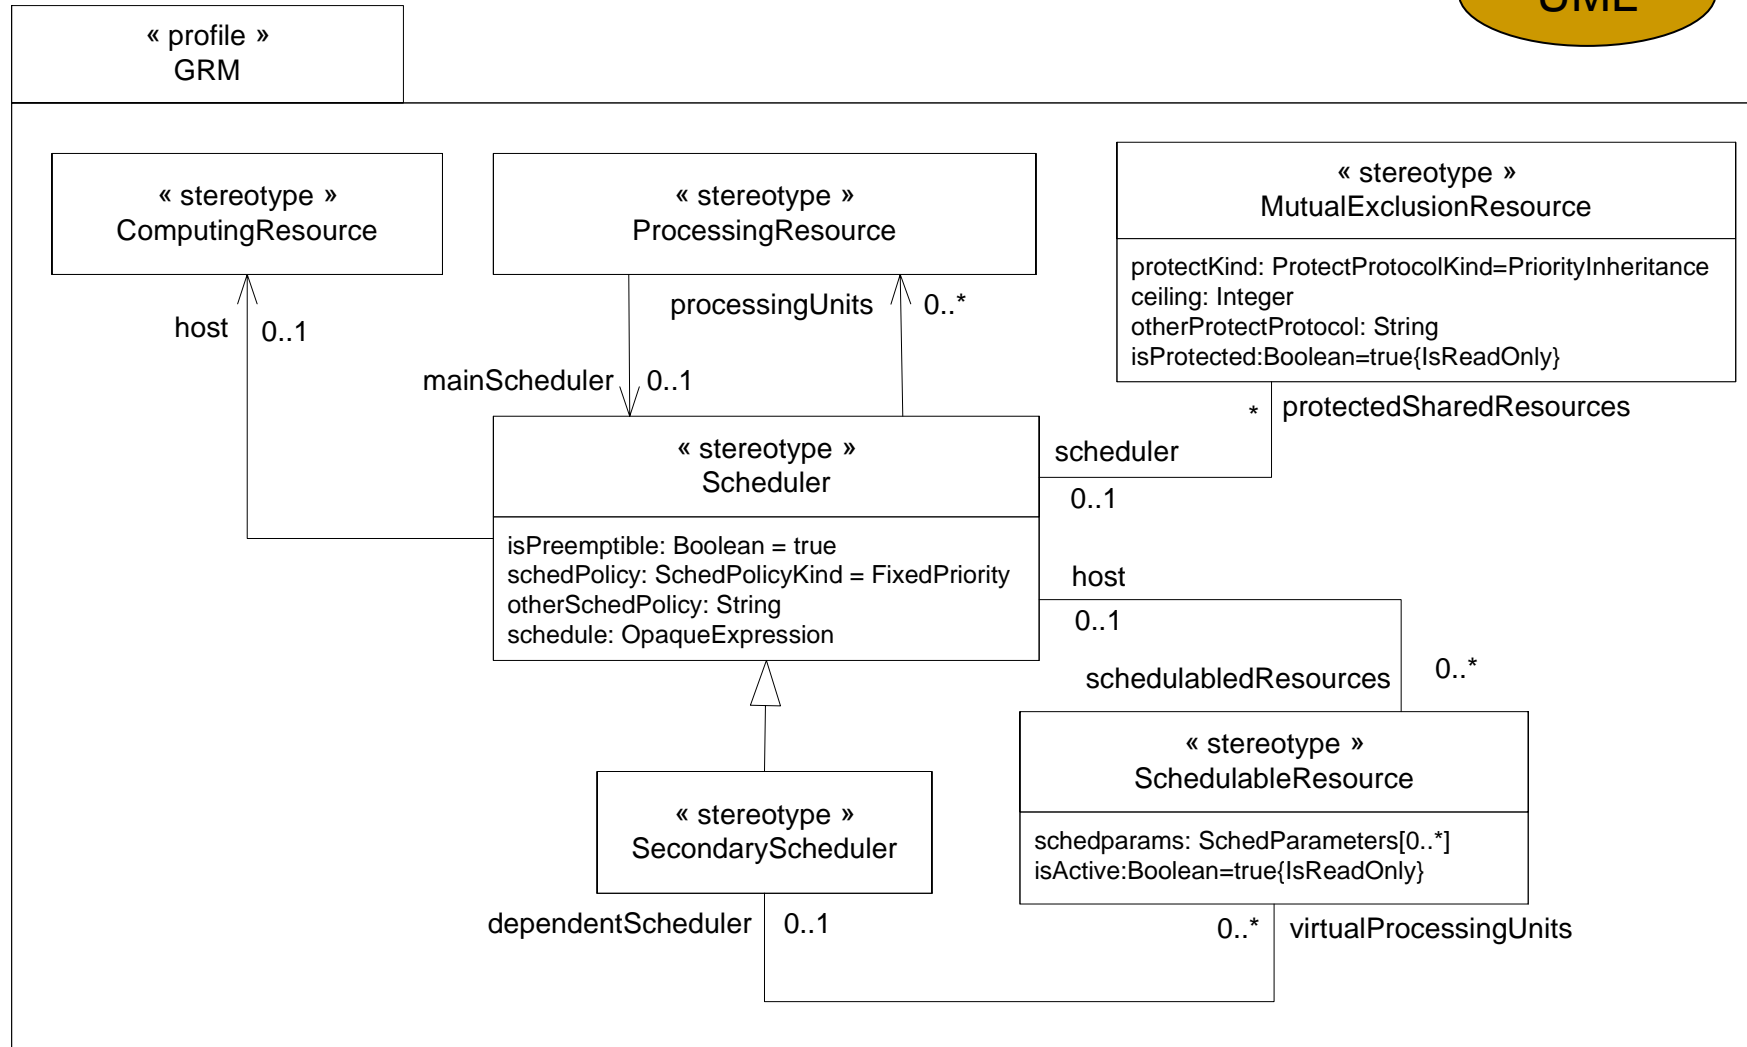 UML
« profile »
GRM
« stereotype »
ComputingResource
« stereotype »
ProcessingResource
« stereotype »
MutualExclusionResource
protectKind: ProtectProtocolKind=PriorityInheritance
ceiling: Integer
otherProtectProtocol: String
isProtected:Boolean=true{IsReadOnly}
host
0..1
processingUnits
0..*
mainScheduler
0..1
*
protectedSharedResources
« stereotype »
Scheduler
isPreemptible: Boolean = true
schedPolicy: SchedPolicyKind = FixedPriority
otherSchedPolicy: String
schedule: OpaqueExpression
scheduler
0..1
host
0..1
schedulabledResources
0..*
« stereotype »
SchedulableResource
schedparams: SchedParameters[0..*]
isActive:Boolean=true{IsReadOnly}
« stereotype »
SecondaryScheduler
dependentScheduler
0..1
0..*
virtualProcessingUnits